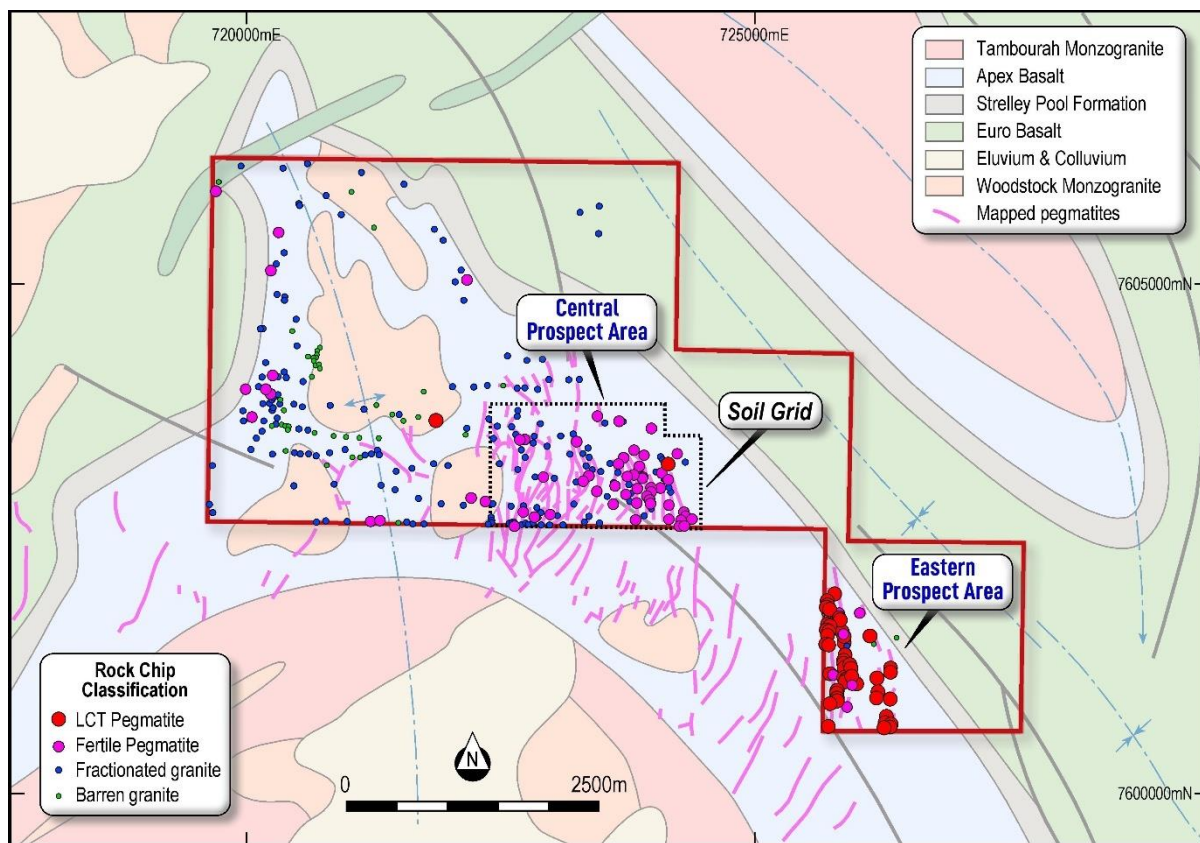 720000mE
725000mE
Tambourah Monzogranite
Apex Basalt
Strelley Pool Formation
Euro Basalt
Eluvium & Colluvium
Woodstock Monzogranite
Mapped pegmatites
7605000mN
Central
Prospect Area
Soil Grid
Eastern
Prospect Area
Rock Chip
Classification
LCT Pegmatite
Fertile Pegmatite
Fractionated granite
Barren granite
N
0
2500m
7600000mN